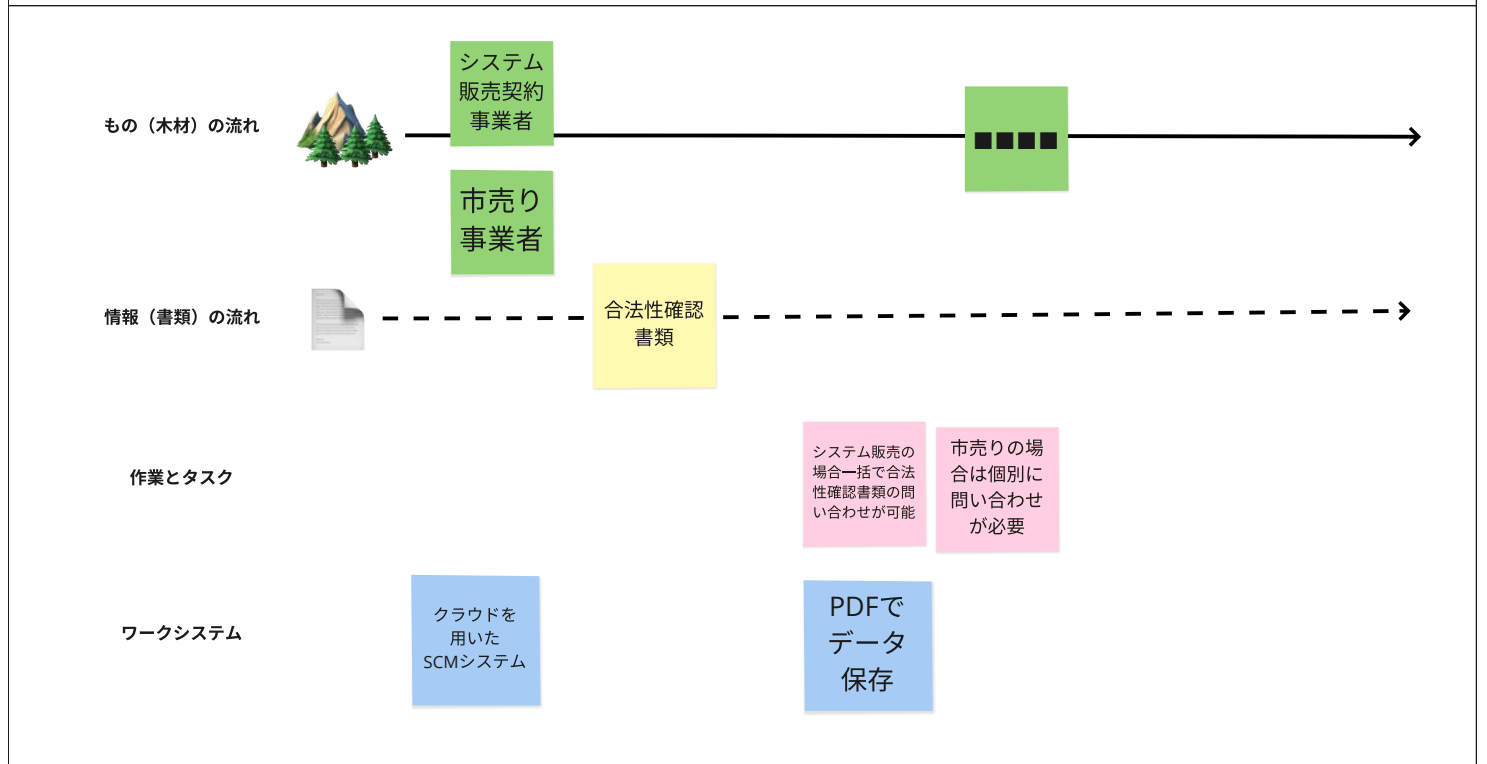 もの（木材）の流れ
システム
販売契約
事業者
■■■■
市売り
事業者
情報（書類）の流れ
合法性確認
書類
作業とタスク
システム販売の
場合一括で合法
性確認書類の問
い合わせが可能
市売りの場
合は個別に
問い合わせ
が必要
ワークシステム
クラウドを
用いた
SCMシステム
PDFで
データ
保存